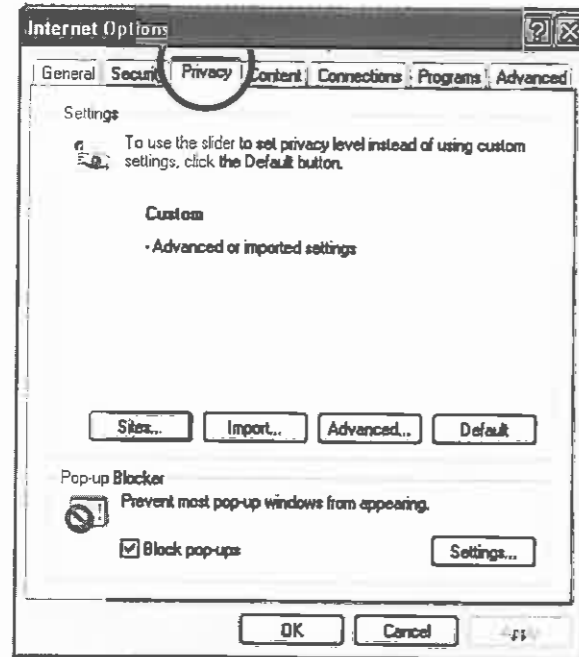 Internet Options
General Security Privacy Content Connections Programs Advanced
Settings
To use the slider to set privacy level instead of using custom
settings, click the Default button.
Custom
- Advanced or imported settings
Sites... Import... Advanced... Default
Pop-up Blocker
Prevent most pop-up windows from appearing.
Block pop-ups
Settings...
OK Cancel